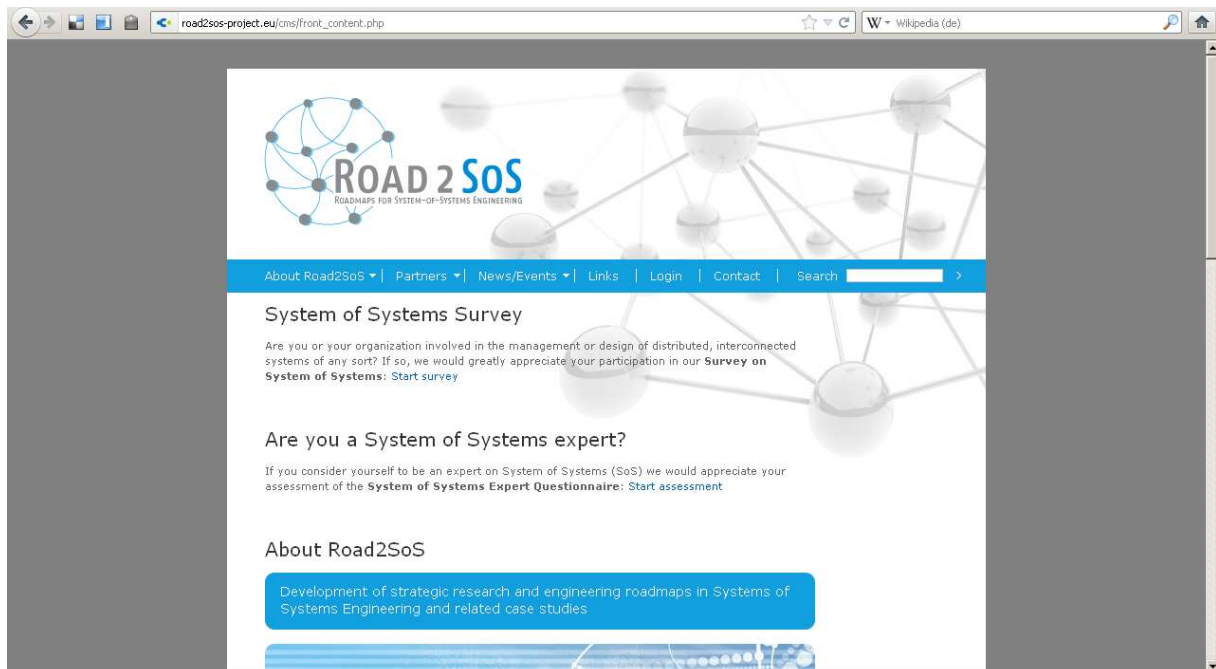 road2sos-project.eu/cms/front_content.php
W Wikipedia (de)
ROAD 2 SoS
ROADMAPS FOR SYSTEM-OF-SYSTEMS ENGINEERING
About Road2SoS | Partners | News/Events | Links | Login | Contact | Search >
System of Systems Survey
Are you or your organization involved in the management or design of distributed, interconnected
systems of any sort? If so, we would greatly appreciate your participation in our Survey on
System of Systems: Start survey
Are you a System of Systems expert?
If you consider yourself to be an expert on System of Systems (SoS) we would appreciate your
assessment of the System of Systems Expert Questionnaire: Start assessment
About Road2SoS
Development of strategic research and engineering roadmaps in Systems of
Systems Engineering and related case studies